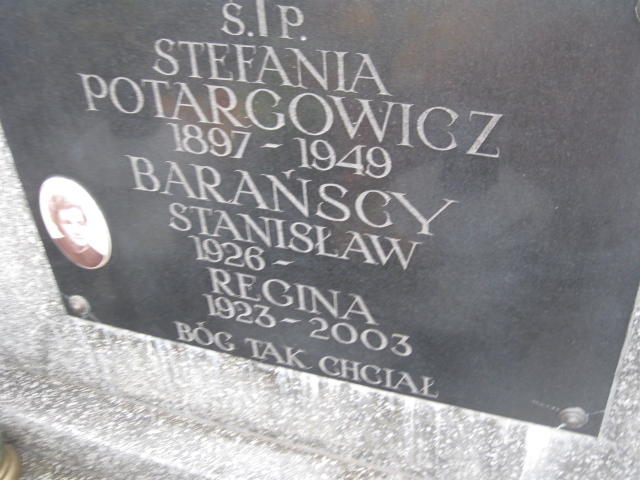 Ś.P.
STEFANIA
POTARGOWICZ
1897 - 1949
BARAŃSCY
STANISŁAW
1926 -
REGINA
1923 - 2003
BÓG TAK CHCIAŁ